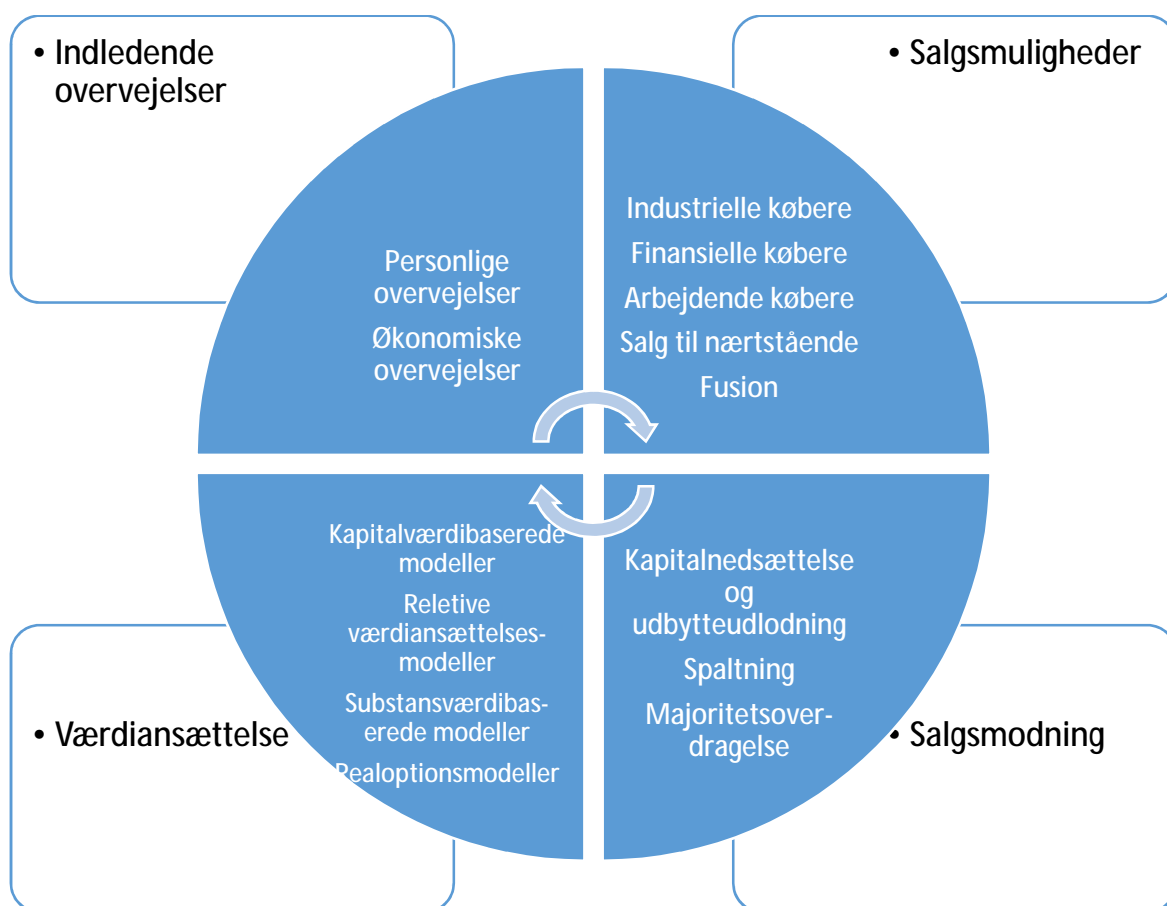 • Indledende
overvejelser
• Salgsmuligheder
Personlige
overvejelser
Økonomiske
overvejelser
Industrielle købere
Finansielle købere
Arbejdende købere
Salg til nærtstående
Fusion
Kapitalværdibaserede
modeller
Reletive
værdiansættelses-
modeller
Substansværdibas-
erede modeller
Realoptionsmodeller
Kapitalnedsættelse
og
udbytteudlodning
Spaltning
Majoritetsover-
dragelse
• Værdiansættelse
• Salgsmodning